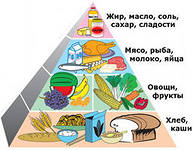 Жир, масло, соль,
сахар, сладости
Мясо, рыба,
молоко, яйца
Овощи,
фрукты
Хлеб,
каши